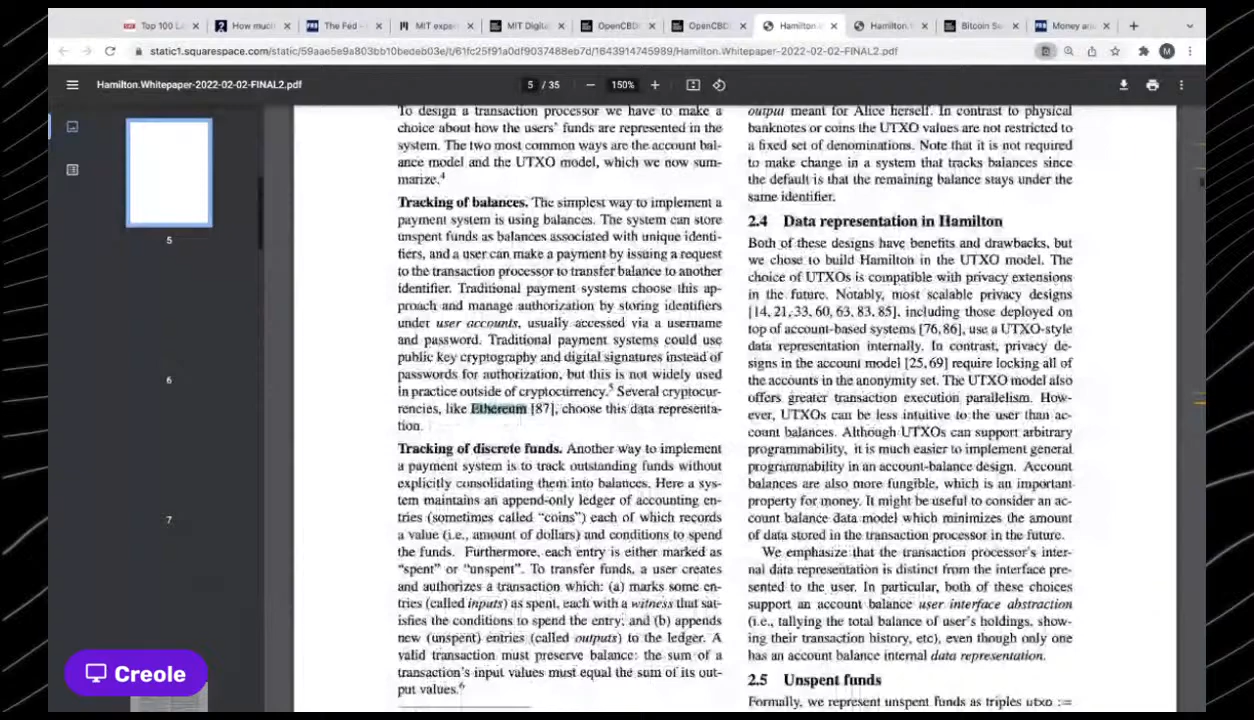 Top 100 L
How much
The Fed -
MIT expe
MIT Digita
OpenCBD
OpenCBD
Hamilton
Hamilton.
Bitcoin S
Money an
static1.squarespace.com/static/59aae5e9a803bb10bedeb03e/t/61fc25f91a0df9037488eb7d/1643914745989/Hamilton.Whitepaper-2022-02-02-FINAL2.pdf
M
Hamilton.Whitepaper-2022-02-02-FINAL2.pdf
5 / 35
150%
5
6
7
To design a transaction processor we have to make a
choice about how the users' funds are represented in the
system. The two most common ways are the account bal-
ance model and the UTXO model, which we now sum-
marize.4
Tracking of balances. The simplest way to implement a
payment system is using balances. The system can store
unspent funds as balances associated with unique identi-
fiers, and a user can make a payment by issuing a request
to the transaction processor to transfer balance to another
identifier. Traditional payment systems choose this ap-
proach and manage authorization by storing identifiers
under user accounts, usually accessed via a username
and password. Traditional payment systems could use
public key cryptography and digital signatures instead of
passwords for authorization, but this is not widely used
in practice outside of cryptocurrency.5 Several cryptocur-
rencies, like Ethereum [87], choose this data representa-
tion.
Tracking of discrete funds. Another way to implement
a payment system is to track outstanding funds without
explicitly consolidating them into balances. Here a sys-
tem maintains an append-only ledger of accounting en-
tries (sometimes called "coins") each of which records
a value (i.e., amount of dollars) and conditions to spend
the funds. Furthermore, each entry is either marked as
"spent" or "unspent". To transfer funds, a user creates
and authorizes a transaction which: (a) marks some en-
tries (called inputs) as spent, each with a witness that sat-
isfies the conditions to spend the entry; and (b) appends
new (unspent) entries (called outputs) to the ledger. A
valid transaction must preserve balance: the sum of a
transaction's input values must equal the sum of its out-
put values.6
output meant for Alice herself. In contrast to physical
banknotes or coins the UTXO values are not restricted to
a fixed set of denominations. Note that it is not required
to make change in a system that tracks balances since
the default is that the remaining balance stays under the
same identifier.
2.4 Data representation in Hamilton
Both of these designs have benefits and drawbacks, but
we chose to build Hamilton in the UTXO model. The
choice of UTXOs is compatible with privacy extensions
in the future. Notably, most scalable privacy designs
[14, 21, 33, 60, 63, 83, 85], including those deployed on
top of account-based systems [76, 86], use a UTXO-style
data representation internally. In contrast, privacy de-
signs in the account model [25, 69] require locking all of
the accounts in the anonymity set. The UTXO model also
offers greater transaction execution parallelism. How-
ever, UTXOs can be less intuitive to the user than ac-
count balances. Although UTXOs can support arbitrary
programmability, it is much easier to implement general
programmability in an account-balance design. Account
balances are also more fungible, which is an important
property for money. It might be useful to consider an ac-
count balance data model which minimizes the amount
of data stored in the transaction processor in the future.
We emphasize that the transaction processor's inter-
nal data representation is distinct from the interface pre-
sented to the user. In particular, both of these choices
support an account balance user interface abstraction
(i.e., tallying the total balance of user's holdings, show-
ing their transaction history, etc), even though only one
has an account balance internal data representation.
2.5 Unspent funds
Formally, we represent unspent funds as triples utxo :=
Creole